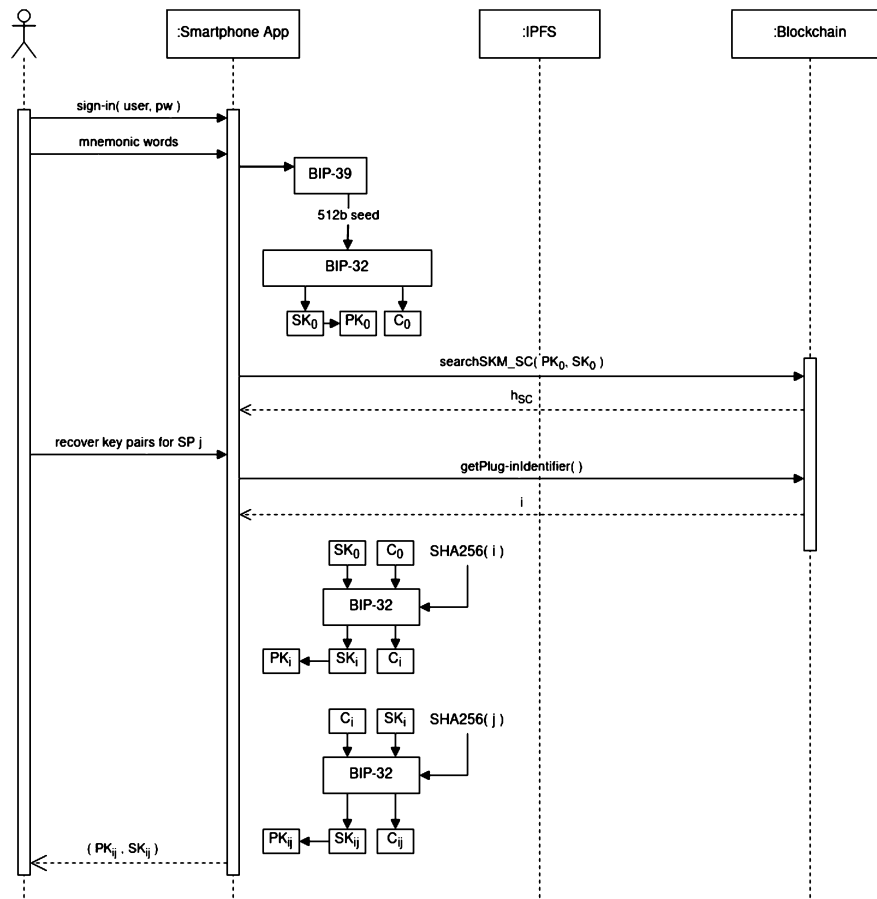 :Smartphone App
:IPFS
:Blockchain
sign-in( user, pw )
mnemonic words
BIP-39
512b seed
BIP-32
SK₀ PK₀ C₀
searchSKM_SC( PK₀, SK₀ )
h_SC
recover key pairs for SP j
getPlug-inIdentifier( )
i
SK₀ C₀ SHA256( i )
BIP-32
PKᵢ SKᵢ Cᵢ
Cᵢ SKᵢ SHA256( j )
BIP-32
PKᵢⱼ SKᵢⱼ Cᵢⱼ
( PKᵢⱼ , SKᵢⱼ )